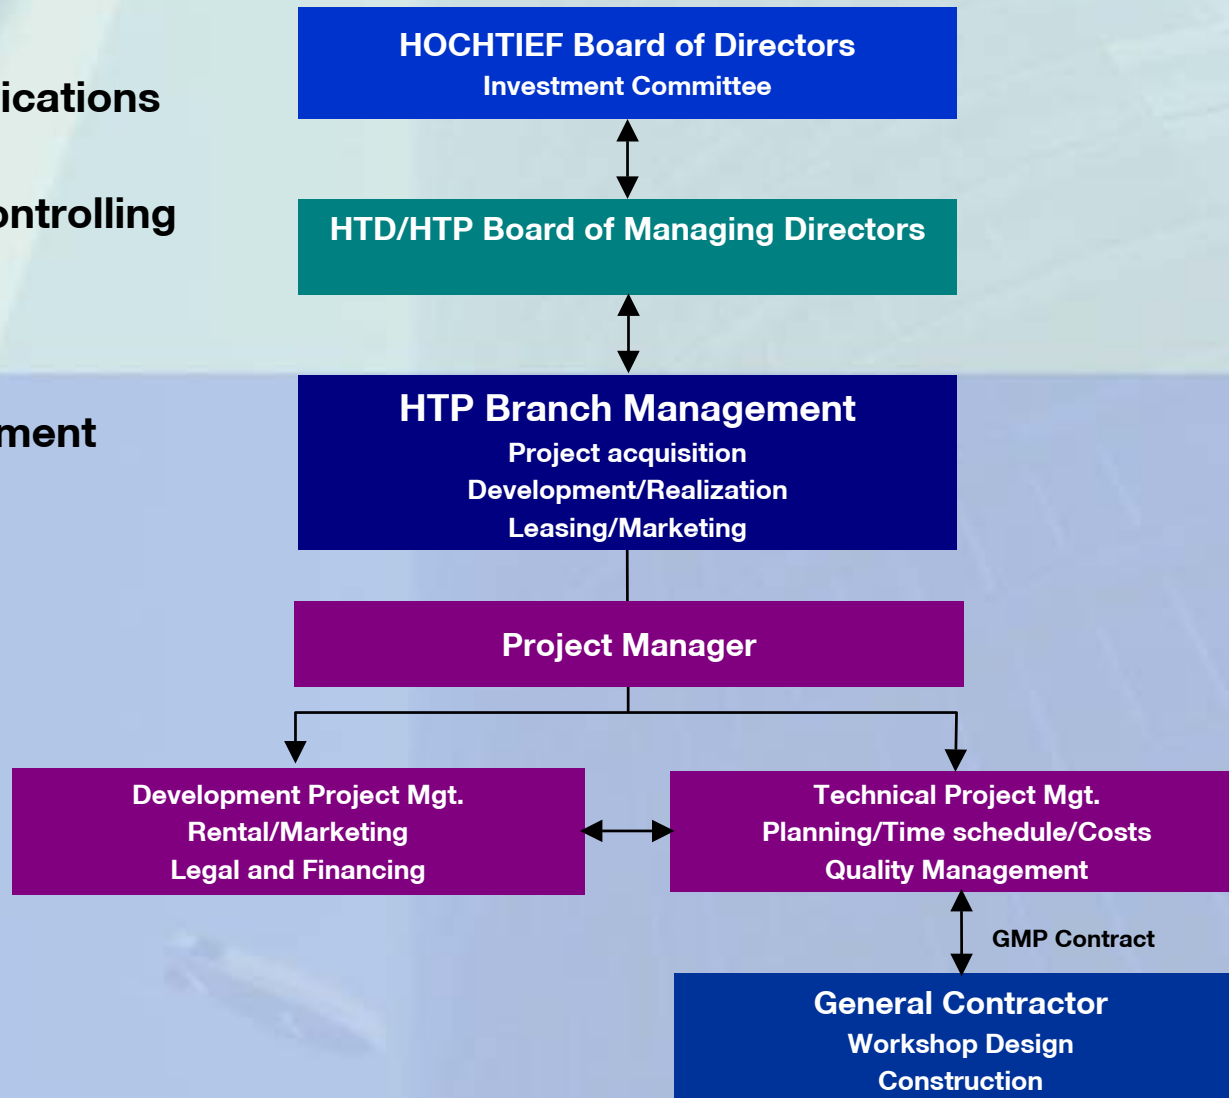 HOCHTIEF Board of Directors
Investment Committee
ications
ontrolling
HTD/HTP Board of Managing Directors
ment
HTP Branch Management
Project acquisition
Development/Realization
Leasing/Marketing
Project Manager
Development Project Mgt.
Rental/Marketing
Legal and Financing
Technical Project Mgt.
Planning/Time schedule/Costs
Quality Management
GMP Contract
General Contractor
Workshop Design
Construction